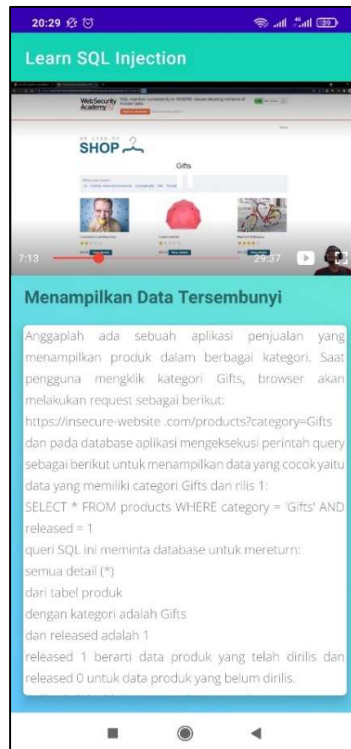 20:29
39
Learn SQL Injection
WebSecurity
Academy
SHOP
Gifts
7:13
29:37
Menampilkan Data Tersembunyi
Anggaplah ada sebuah aplikasi penjualan yang
menampilkan produk dalam berbagai kategori. Saat
pengguna mengklik kategori Gifts, browser akan
melakukan request sebagai berikut:
https://insecure-website .com/products?category=Gifts
dan pada database aplikasi mengeksekusi perintah query
sebagai berikut untuk menampilkan data yang cocok yaitu
data yang memiliki categori Gifts dan rilis 1:
SELECT * FROM products WHERE category = 'Gifts' AND
released = 1
queri SQL ini meminta database untuk mereturn:
semua detail (*)
dari tabel produk
dengan kategori adalah Gifts
dan released adalah 1
released 1 berarti data produk yang telah dirilis dan
released 0 untuk data produk yang belum dirilis.